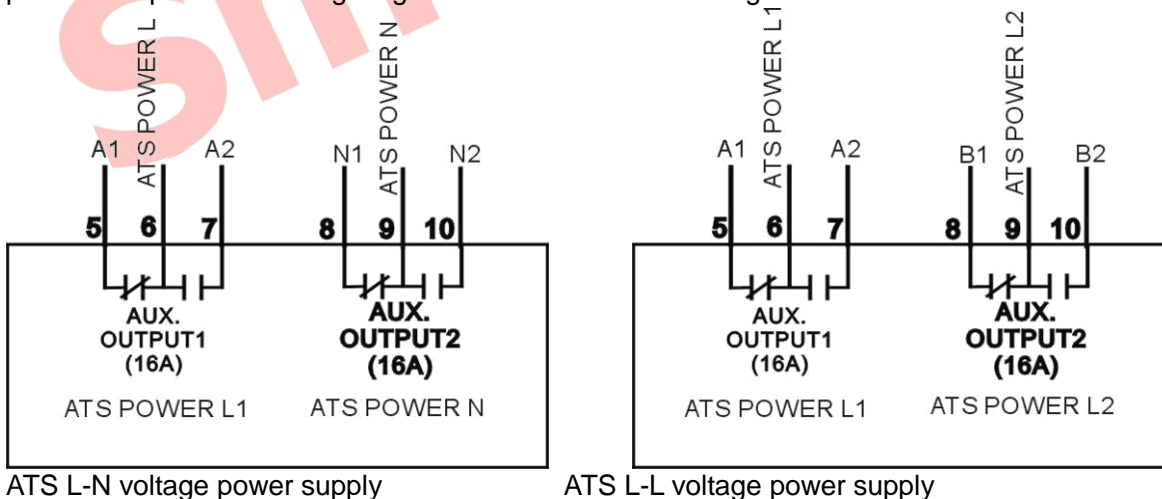 ATS POWER L
ATS POWER N
A1
A2
N1
N2
5
6
7
8
9
10
AUX.
OUTPUT1
(16A)
AUX.
OUTPUT2
(16A)
ATS POWER L1
ATS POWER N
ATS L-N voltage power supply
ATS POWER L1
ATS POWER L2
A1
A2
B1
B2
5
6
7
8
9
10
AUX.
OUTPUT1
(16A)
AUX.
OUTPUT2
(16A)
ATS POWER L1
ATS POWER L2
ATS L-L voltage power supply